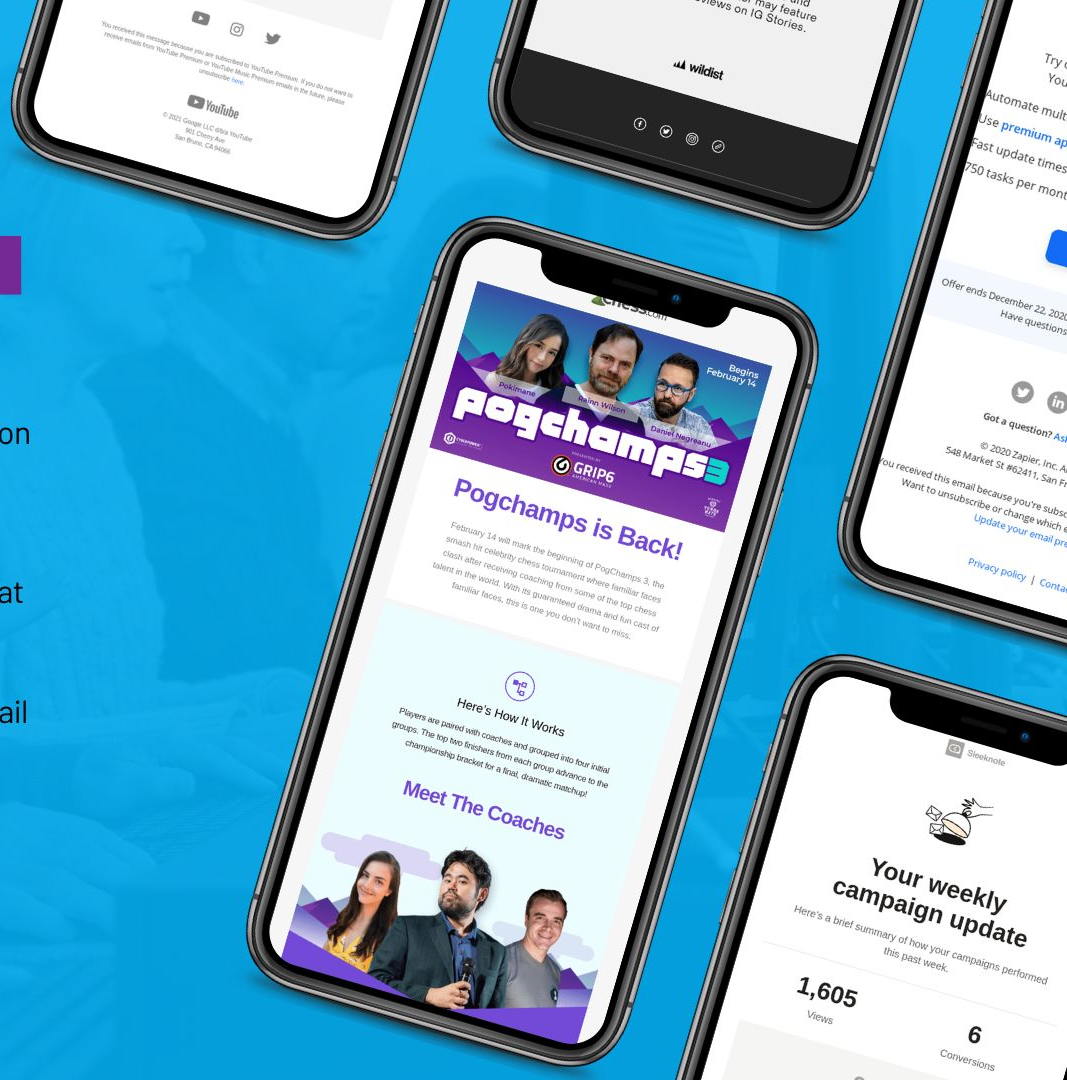 You received this message because you are subscribed to YouTube Premium. If you do not want to
receive emails from YouTube Premium or YouTube Music Premium emails in the future, please
unsubscribe here.
YouTube
© 2021 Google LLC d/b/a YouTube
901 Cherry Ave
San Bruno, CA 94066
and
may feature
views on IG Stories.
wildist
Try
You
Automate mult
Use premium ap
Fast update times
750 tasks per mont
Offer ends December 22, 2020
Have questions
Got a question? Ask
© 2020 Zapier, Inc. A
548 Market St #62411, San Fr
You received this email because you're subsc
Want to unsubscribe or change which e
Update your email pre
Privacy policy | Contac
on
at
ail
chess.com
Begins
February 14
Pokimane
Rainn Wilson
Daniel Negreanu
pogchamps3
PRESENTED BY
GRIP6
AMERICAN MADE
Pogchamps is Back!
February 14 will mark the beginning of PogChamps 3, the
smash hit celebrity chess tournament where familiar faces
clash after receiving coaching from some of the top chess
talent in the world. With its guaranteed drama and fun cast of
familiar faces, this is one you don't want to miss.
Here's How It Works
Players are paired with coaches and grouped into four initial
groups. The top two finishers from each group advance to the
championship bracket for a final, dramatic matchup!
Meet The Coaches
Sleeknote
Your weekly
campaign update
Here's a brief summary of how your campaigns performed
this past week.
1,605
Views
6
Conversions